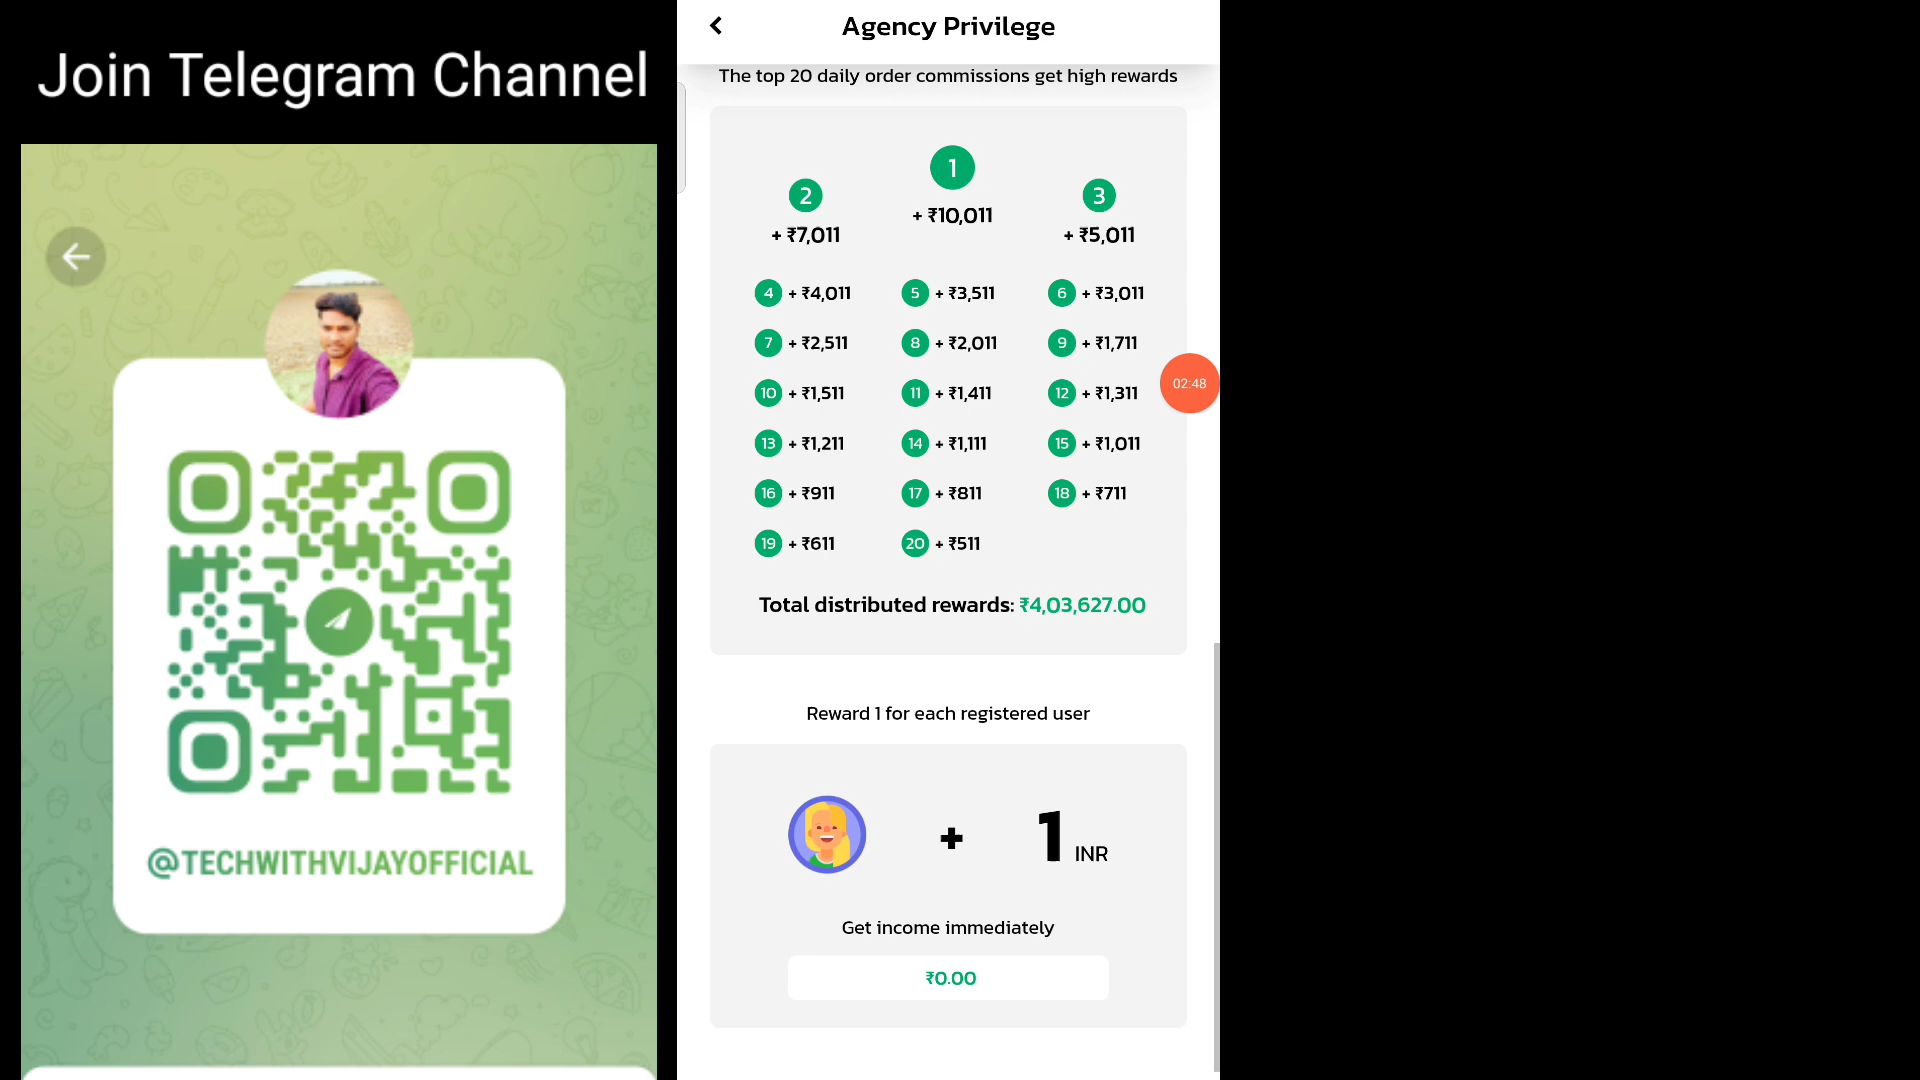 Join Telegram Channel
@TECHWITHVIJAYOFFICIAL
Agency Privilege
The top 20 daily order commissions get high rewards
1
+ ₹10,011
2
+ ₹7,011
3
+ ₹5,011
4 + ₹4,011
5 + ₹3,511
6 + ₹3,011
7 + ₹2,511
8 + ₹2,011
9 + ₹1,711
10 + ₹1,511
11 + ₹1,411
12 + ₹1,311
13 + ₹1,211
14 + ₹1,111
15 + ₹1,011
16 + ₹911
17 + ₹811
18 + ₹711
19 + ₹611
20 + ₹511
Total distributed rewards: ₹4,03,627.00
02:48
Reward 1 for each registered user
+ 1 INR
Get income immediately
₹0.00